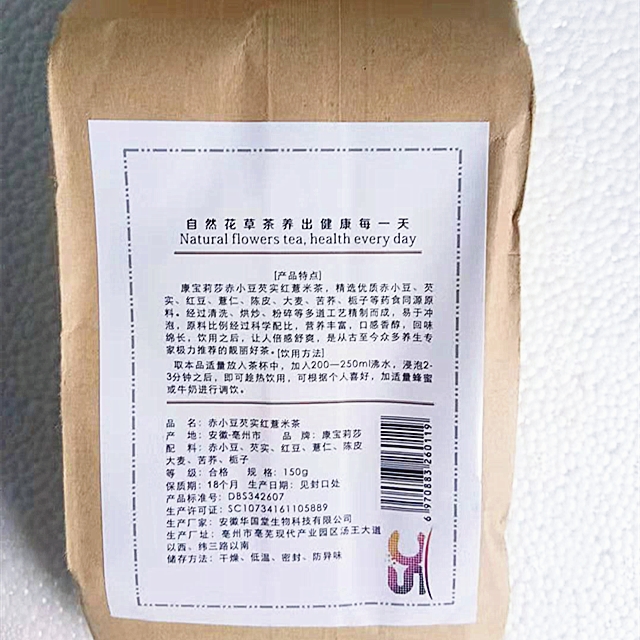 自然花草茶养出健康每一天
Natural flowers tea, health every day
[产品特点]
康宝莉莎赤小豆芡实红薏米茶，精选优质赤小豆、芡
实、红豆、薏仁、陈皮、大麦、苦荞、栀子等药食同源原
料。经过清洗、烘炒、粉碎等多道工艺精制而成，易于冲
泡，原料比例经过科学配比，营养丰富，口感香醇，回味
绵长，饮用之后，让人倍感舒爽，是从古至今众多养生专
家极力推荐的靓丽好茶。[饮用方法]
取本品适量放入茶杯中，加入200—250ml沸水，浸泡2-
3分钟之后，即可趁热饮用，可根据个人喜好，加适量蜂蜜
或牛奶进行调饮。
品 名：赤小豆芡实红薏米茶
产 地：安徽·亳州市 品 牌：康宝莉莎
配 料：赤小豆、芡实、红豆、薏仁、陈皮
大麦、苦荞、栀子
等 级：合格 规 格：150g
保质期：18个月 生产日期：见封口处
产品标准号：DBS342607
生产许可证：SC10734161105889
生产厂家：安徽华国堂生物科技有限公司
生产厂址：亳州市亳芜现代产业园区汤王大道
以西、纬三路以南
储存方法：干燥、低温、密封、防异味
6 970883 260119